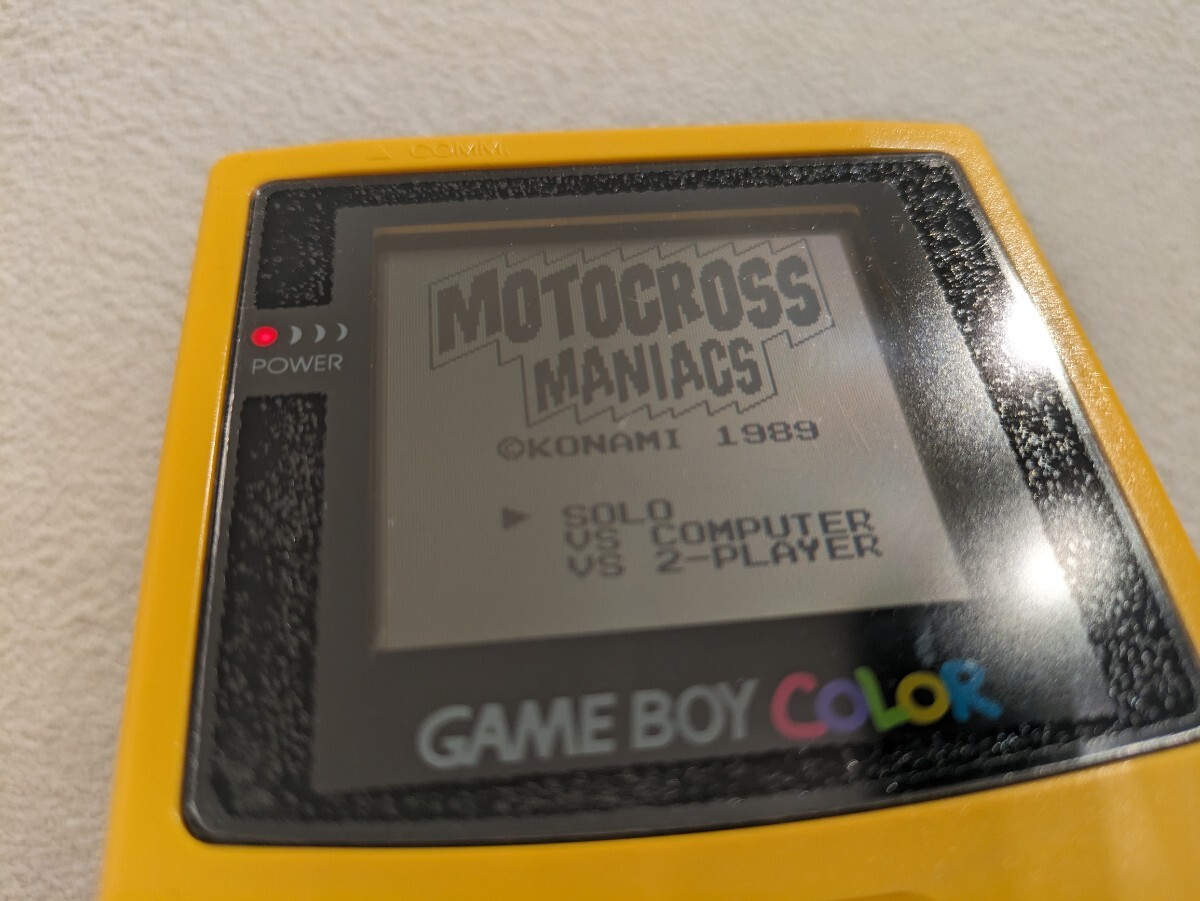 COMM.
POWER
MOTOCROSS
MANIACS
©KONAMI 1989
▶ SOLO
VS COMPUTER
VS 2-PLAYER
GAME BOY COLOR